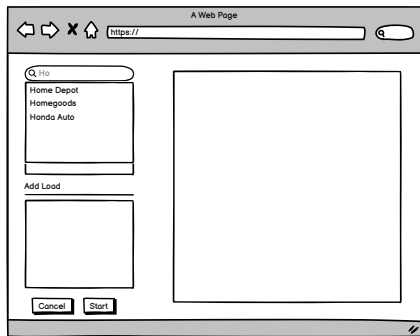 A Web Page
https://
Ho
Home Depot
Homegoods
Honda Auto
Add Load
Cancel
Start